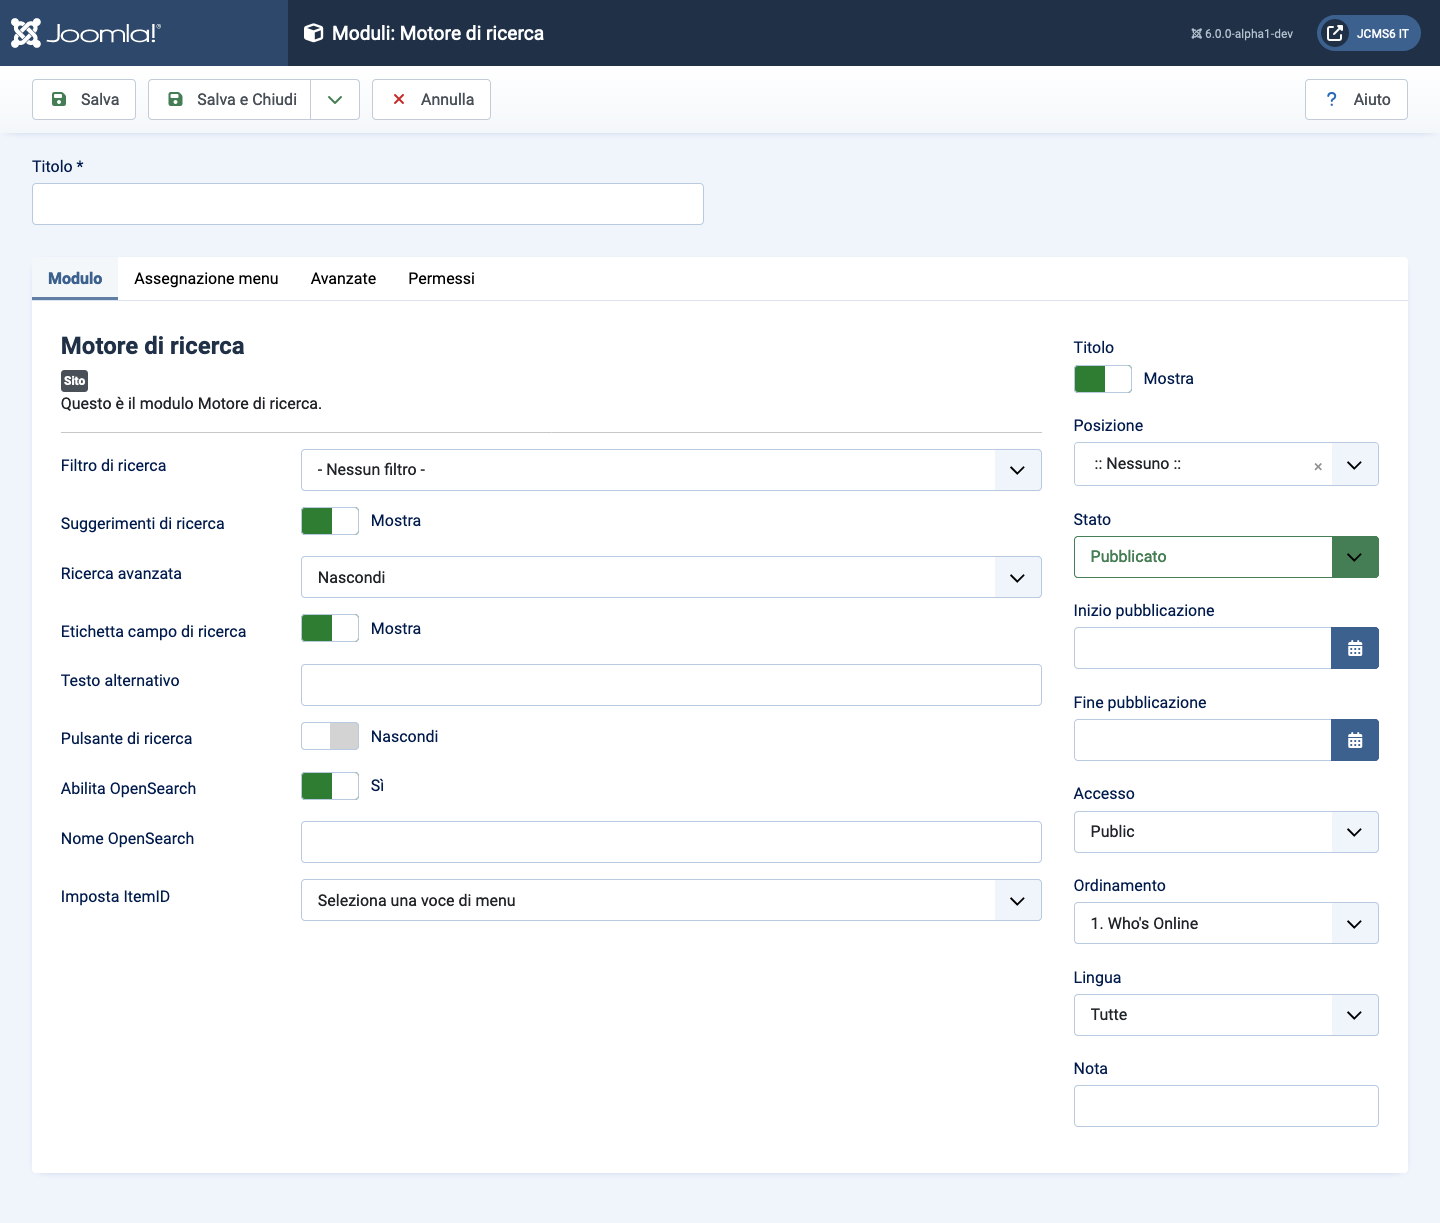 Joomla!®
Moduli: Motore di ricerca
6.0.0-alpha1-dev
JCMS6 IT
Salva
Salva e Chiudi
Annulla
? Aiuto
Titolo *
Modulo
Assegnazione menu
Avanzate
Permessi
Motore di ricerca
Sito
Questo è il modulo Motore di ricerca.
Filtro di ricerca
- Nessun filtro -
Suggerimenti di ricerca
Mostra
Ricerca avanzata
Nascondi
Etichetta campo di ricerca
Mostra
Testo alternativo
Pulsante di ricerca
Nascondi
Abilita OpenSearch
Sì
Nome OpenSearch
Imposta ItemID
Seleziona una voce di menu
Titolo
Mostra
Posizione
:: Nessuno ::
×
Stato
Pubblicato
Inizio pubblicazione
Fine pubblicazione
Accesso
Public
Ordinamento
1. Who's Online
Lingua
Tutte
Nota